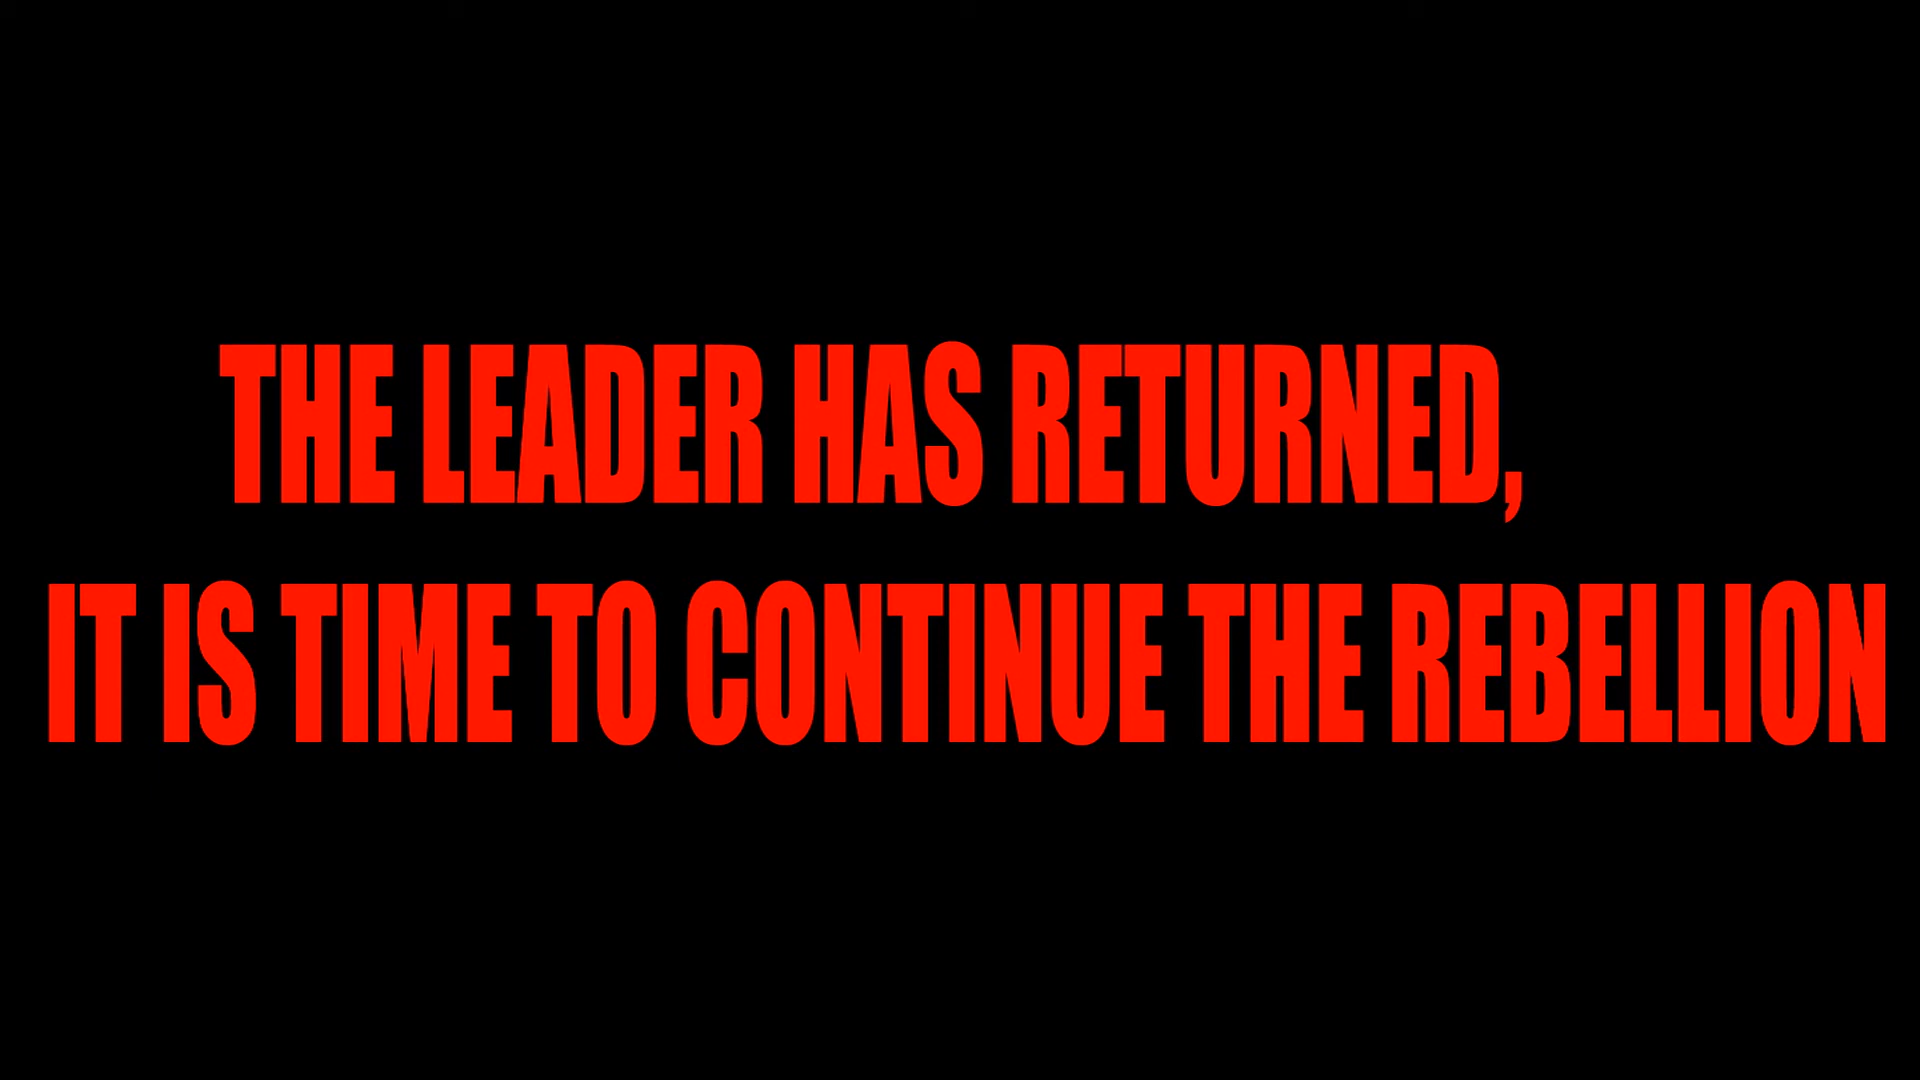 THE LEADER HAS RETURNED,
IT IS TIME TO CONTINUE THE REBELLION